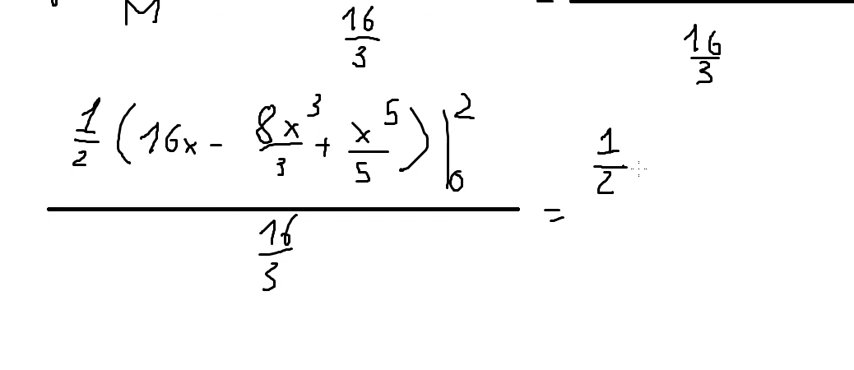 M 16/3 = 16/3
1/2 (16x - 8x^3/3 + x^5/5) |_0^2 / 16/3 = 1/2